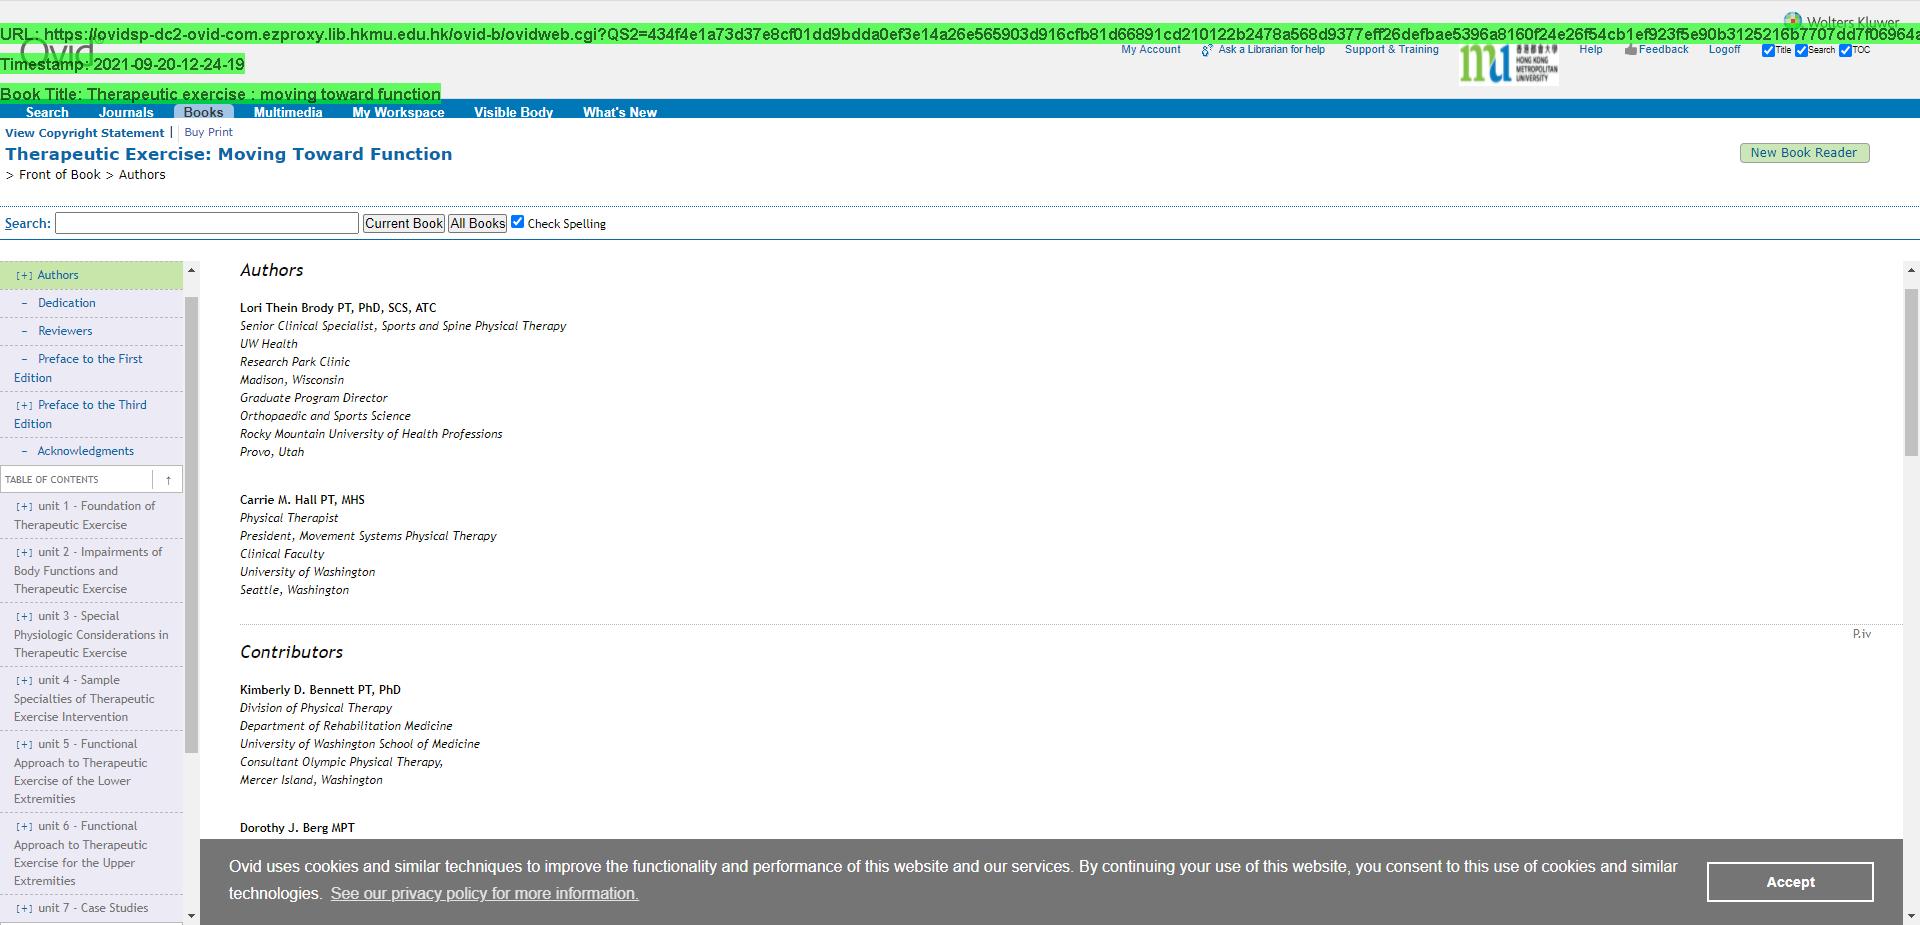 Wolters Kluwer
URL: https://ovidsp-dc2-ovid-com.ezproxy.lib.hkmu.edu.hk/ovid-b/ovidweb.cgi?
Ovid
My Account
Ask a Librarian for help
Support & Training
香港都會大學
HONG KONG
METROPOLITAN
UNIVERSITY
Help
Feedback
Logoff
Title
Search
TOC
Timestamp: 2021-09-20-12-24-19
Book Title: Therapeutic exercise : moving toward function
Search
Journals
Books
Multimedia
My Workspace
Visible Body
What's New
View Copyright Statement | Buy Print
Therapeutic Exercise: Moving Toward Function
New Book Reader
> Front of Book > Authors
Search:
Current Book
All Books
Check Spelling
[+] Authors
– Dedication
– Reviewers
– Preface to the First
Edition
[+] Preface to the Third
Edition
– Acknowledgments
TABLE OF CONTENTS ↑
[+] unit 1 - Foundation of
Therapeutic Exercise
[+] unit 2 - Impairments of
Body Functions and
Therapeutic Exercise
[+] unit 3 - Special
Physiologic Considerations in
Therapeutic Exercise
[+] unit 4 - Sample
Specialties of Therapeutic
Exercise Intervention
[+] unit 5 - Functional
Approach to Therapeutic
Exercise of the Lower
Extremities
[+] unit 6 - Functional
Approach to Therapeutic
Exercise for the Upper
Extremities
[+] unit 7 - Case Studies
Authors
Lori Thein Brody PT, PhD, SCS, ATC
Senior Clinical Specialist, Sports and Spine Physical Therapy
UW Health
Research Park Clinic
Madison, Wisconsin
Graduate Program Director
Orthopaedic and Sports Science
Rocky Mountain University of Health Professions
Provo, Utah
Carrie M. Hall PT, MHS
Physical Therapist
President, Movement Systems Physical Therapy
Clinical Faculty
University of Washington
Seattle, Washington
P.iv
Contributors
Kimberly D. Bennett PT, PhD
Division of Physical Therapy
Department of Rehabilitation Medicine
University of Washington School of Medicine
Consultant Olympic Physical Therapy,
Mercer Island, Washington
Dorothy J. Berg MPT
Ovid uses cookies and similar techniques to improve the functionality and performance of this website and our services. By continuing your use of this website, you consent to this use of cookies and similar
technologies. See our privacy policy for more information.
Accept